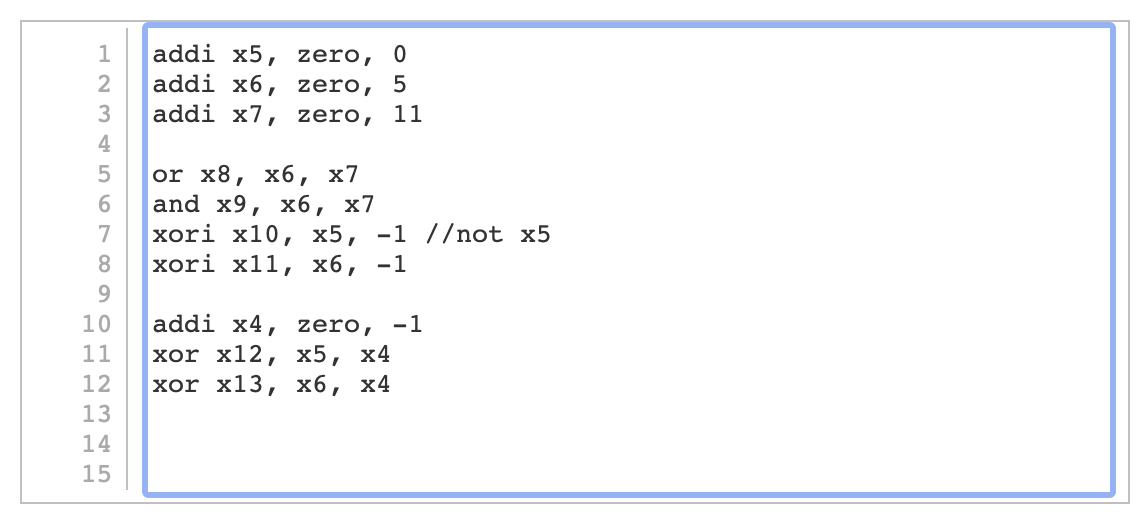 1 addi x5, zero, 0
2 addi x6, zero, 5
3 addi x7, zero, 11
4
5 or x8, x6, x7
6 and x9, x6, x7
7 xori x10, x5, -1 //not x5
8 xori x11, x6, -1
9
10 addi x4, zero, -1
11 xor x12, x5, x4
12 xor x13, x6, x4
13
14
15